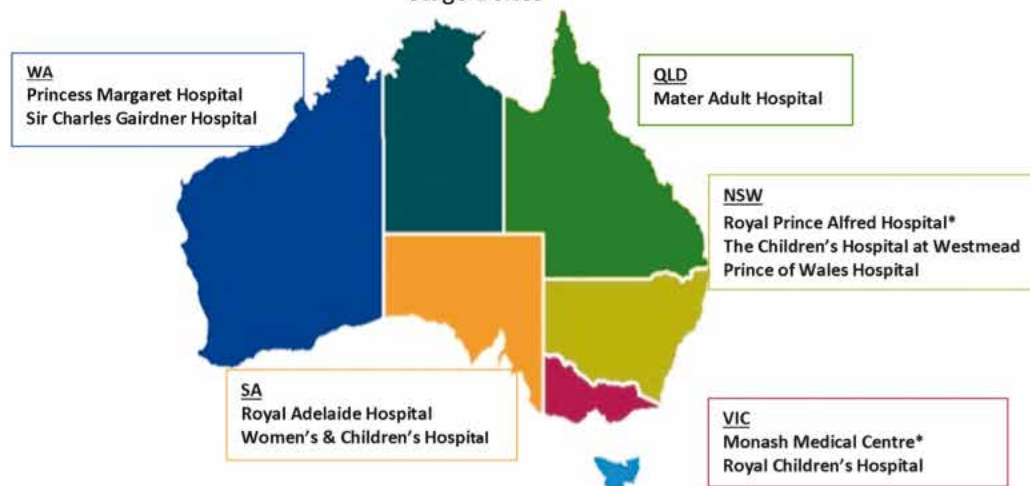 WA
Princess Margaret Hospital
Sir Charles Gairdner Hospital
QLD
Mater Adult Hospital
NSW
Royal Prince Alfred Hospital*
The Children's Hospital at Westmead
Prince of Wales Hospital
SA
Royal Adelaide Hospital
Women's & Children's Hospital
VIC
Monash Medical Centre*
Royal Children's Hospital